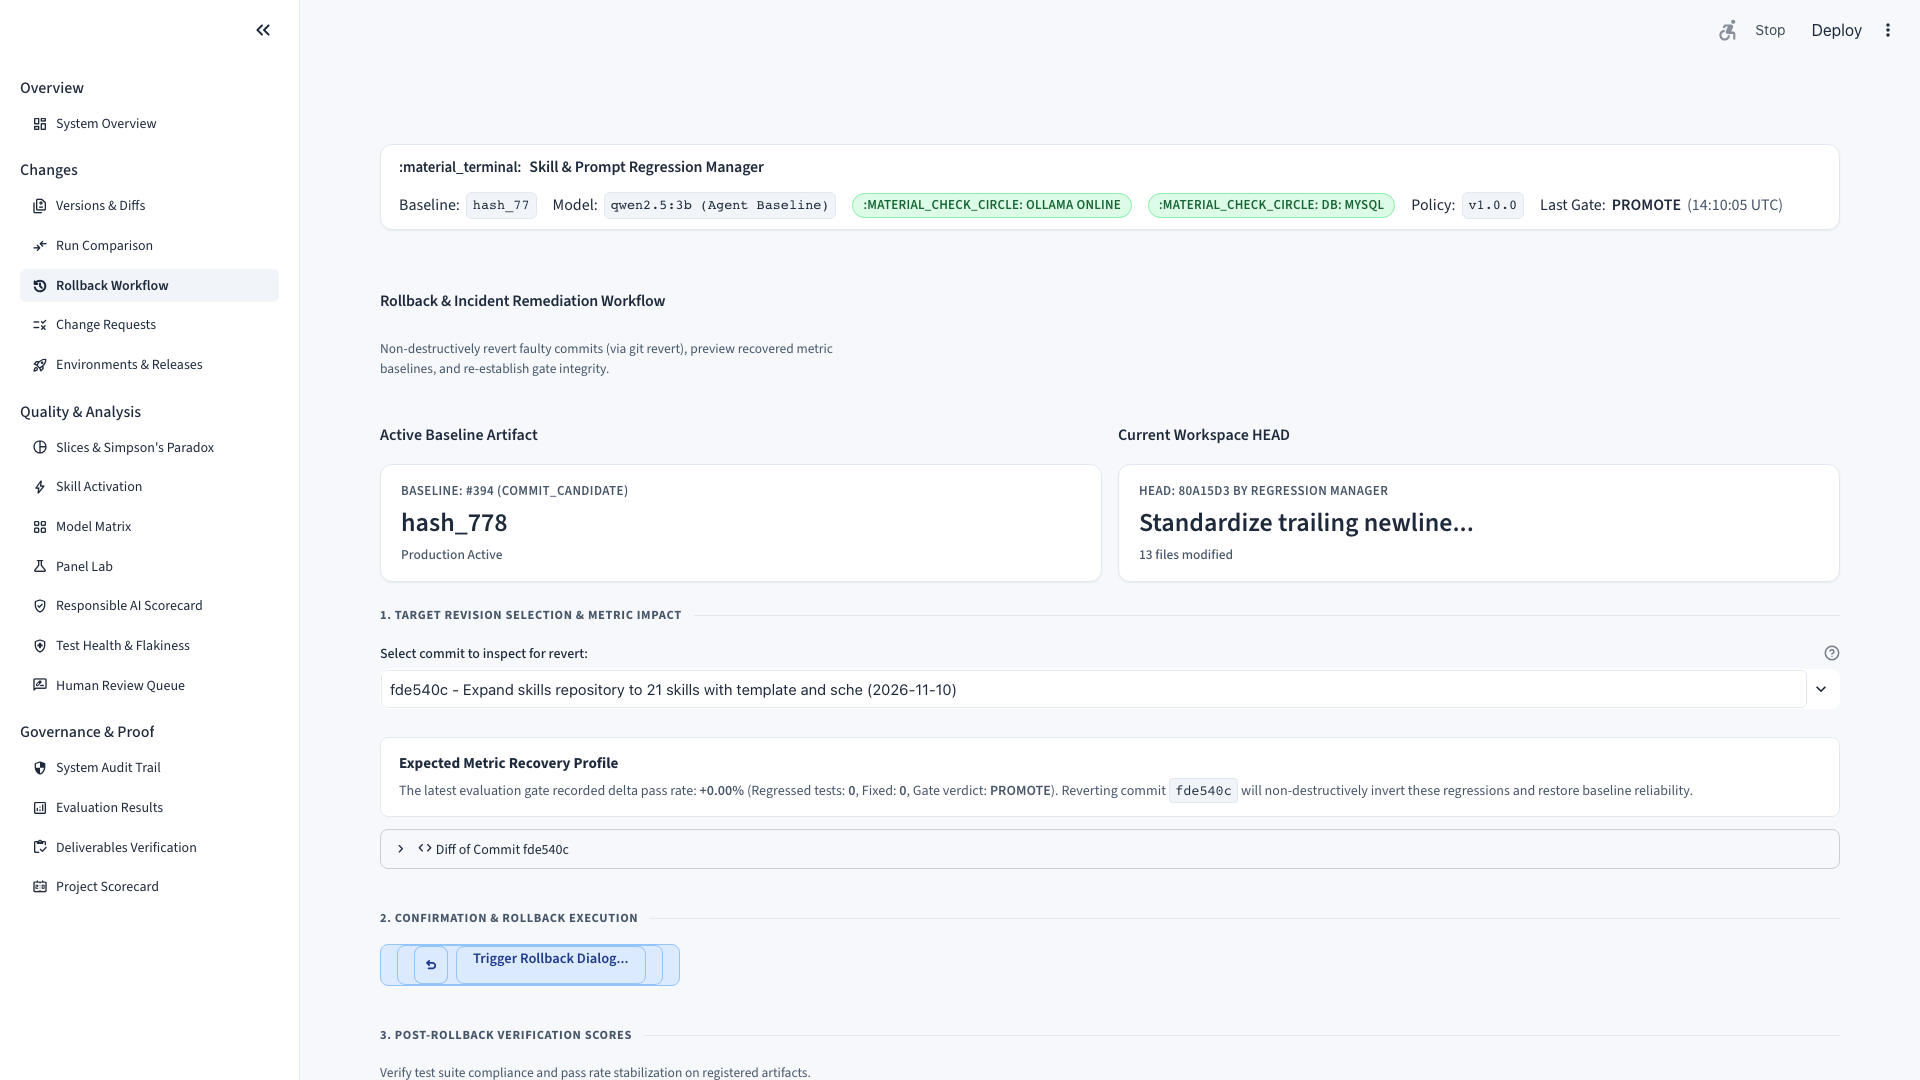 Stop
Deploy
Overview
System Overview
Changes
Versions & Diffs
Run Comparison
Rollback Workflow
Change Requests
Environments & Releases
Quality & Analysis
Slices & Simpson's Paradox
Skill Activation
Model Matrix
Panel Lab
Responsible AI Scorecard
Test Health & Flakiness
Human Review Queue
Governance & Proof
System Audit Trail
Evaluation Results
Deliverables Verification
Project Scorecard
:material_terminal: Skill & Prompt Regression Manager
Baseline: hash_77 Model: qwen2.5:3b (Agent Baseline) :MATERIAL_CHECK_CIRCLE: OLLAMA ONLINE :MATERIAL_CHECK_CIRCLE: DB: MYSQL Policy: v1.0.0 Last Gate: PROMOTE (14:10:05 UTC)
Rollback & Incident Remediation Workflow
Non-destructively revert faulty commits (via git revert), preview recovered metric
baselines, and re-establish gate integrity.
Active Baseline Artifact
BASELINE: #394 (COMMIT_CANDIDATE)
hash_778
Production Active
Current Workspace HEAD
HEAD: 80A15D3 BY REGRESSION MANAGER
Standardize trailing newline...
13 files modified
1. TARGET REVISION SELECTION & METRIC IMPACT
Select commit to inspect for revert:
fde540c - Expand skills repository to 21 skills with template and sche (2026-11-10)
Expected Metric Recovery Profile
The latest evaluation gate recorded delta pass rate: +0.00% (Regressed tests: 0, Fixed: 0, Gate verdict: PROMOTE). Reverting commit fde540c will non-destructively invert these regressions and restore baseline reliability.
Diff of Commit fde540c
2. CONFIRMATION & ROLLBACK EXECUTION
Trigger Rollback Dialog...
3. POST-ROLLBACK VERIFICATION SCORES
Verify test suite compliance and pass rate stabilization on registered artifacts.